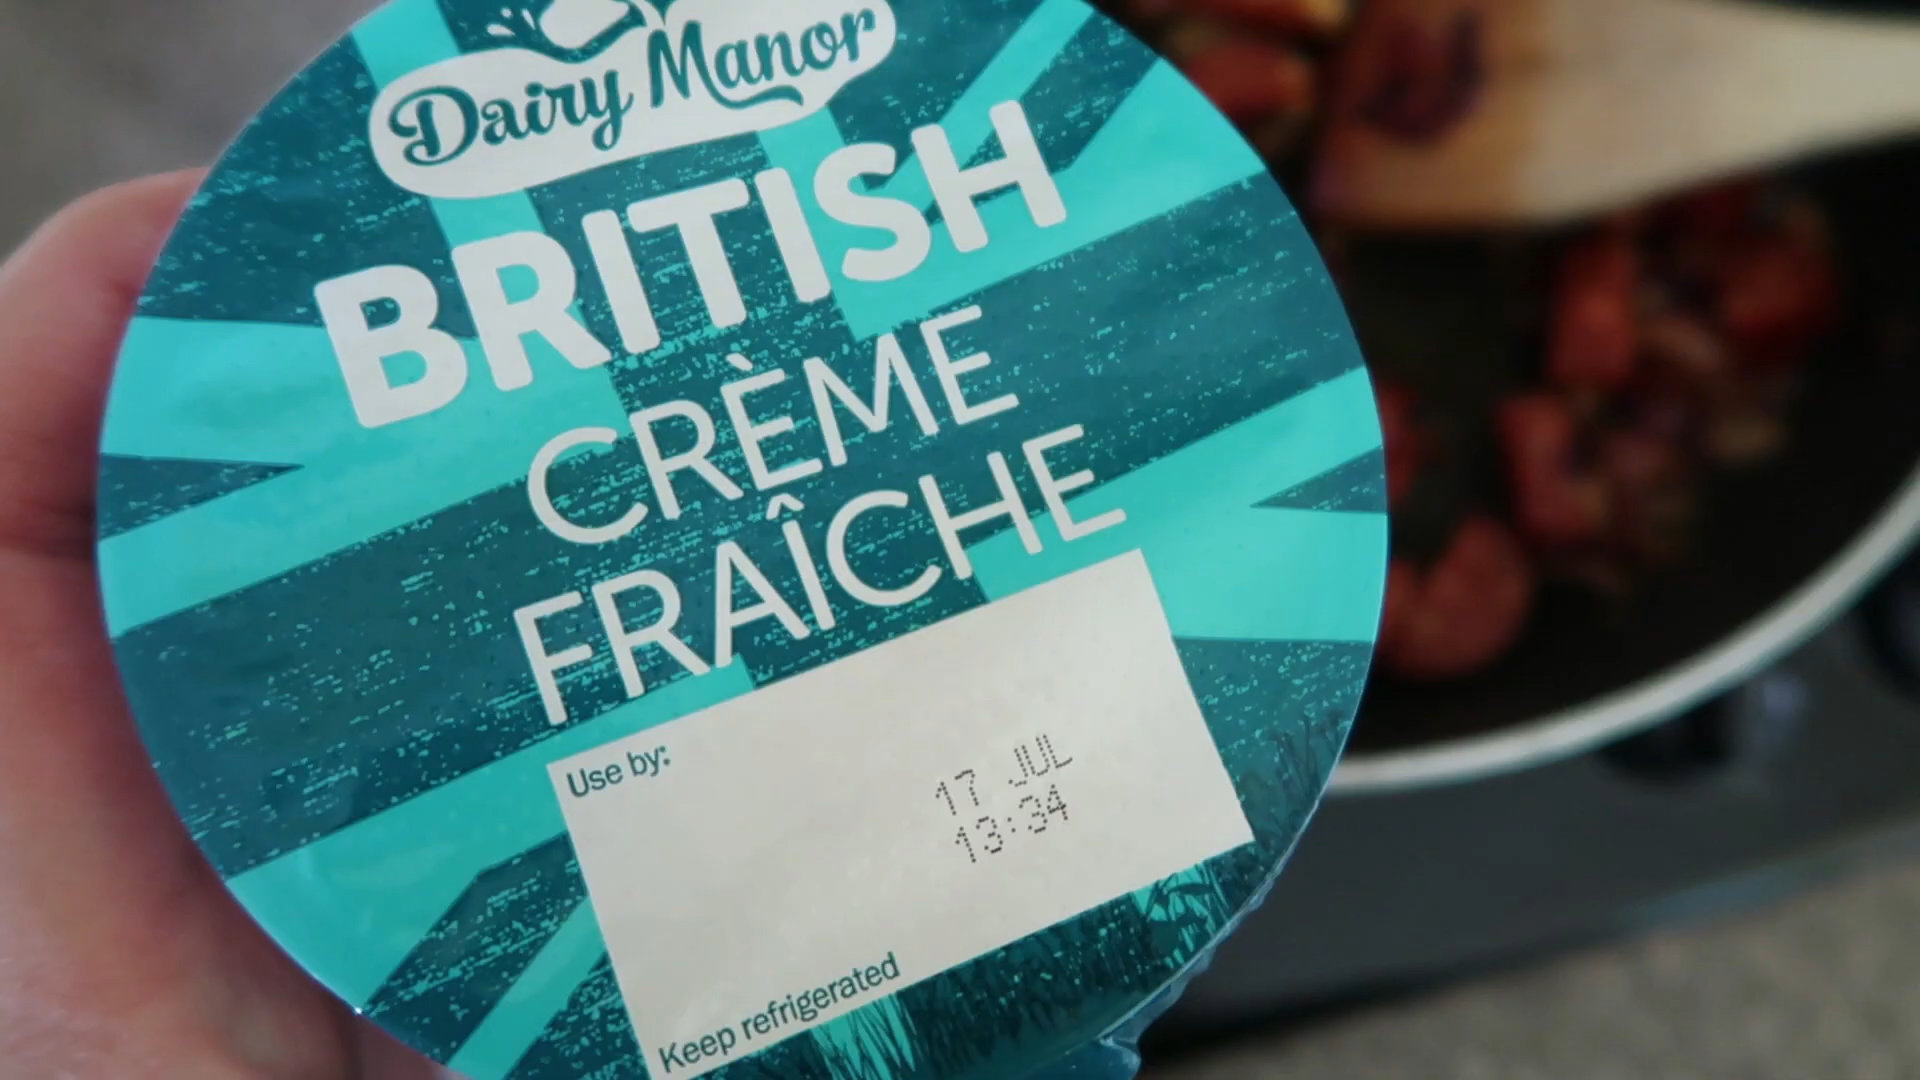 Dairy Manor
BRITISH
CRÈME
FRAÎCHE
Use by:
17 JUL
13:34
Keep refrigerated